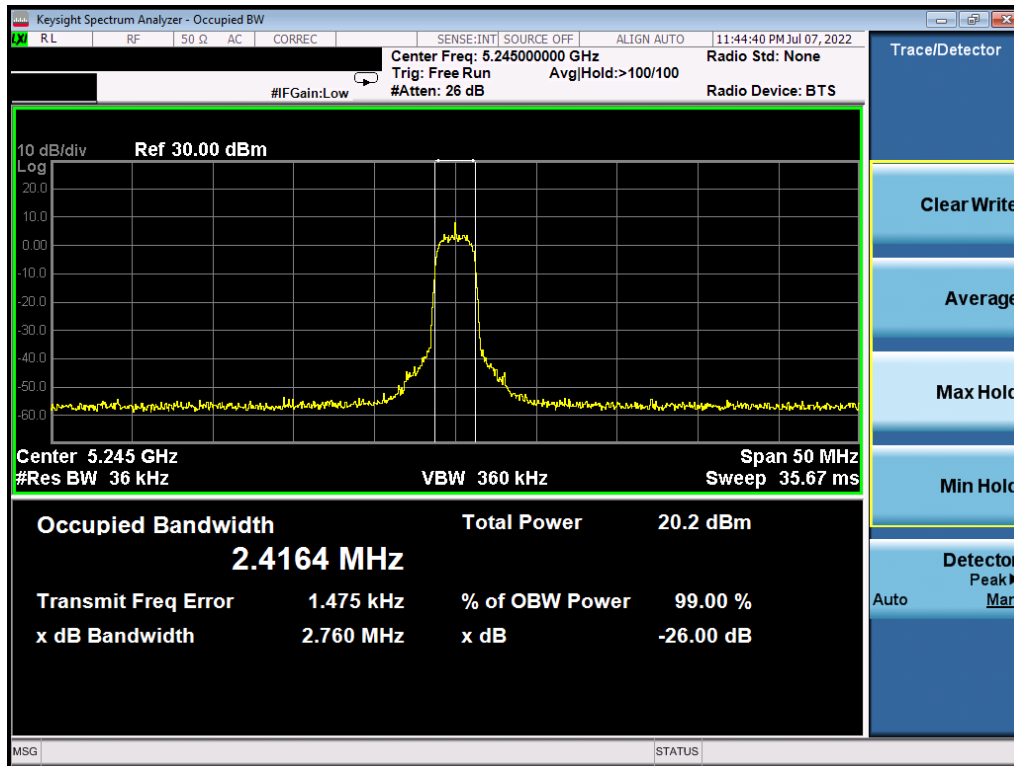 Keysight Spectrum Analyzer - Occupied BW
LXI RL RF 50 Ω AC CORREC SENSE:INT SOURCE OFF ALIGN AUTO 11:44:40 PM Jul 07, 2022
Center Freq: 5.245000000 GHz Radio Std: None
Trig: Free Run Avg|Hold:>100/100
#IFGain:Low #Atten: 26 dB Radio Device: BTS
Trace/Detector
10 dB/div Ref 30.00 dBm
Log
20.0
10.0
0.00
-10.0
-20.0
-30.0
-40.0
-50.0
-60.0
Center 5.245 GHz Span 50 MHz
#Res BW 36 kHz VBW 360 kHz Sweep 35.67 ms
Occupied Bandwidth Total Power 20.2 dBm
2.4164 MHz
Transmit Freq Error 1.475 kHz % of OBW Power 99.00 %
x dB Bandwidth 2.760 MHz x dB -26.00 dB
Clear Write
Average
Max Hold
Min Hold
Detector
Peak
Auto Man
MSG STATUS